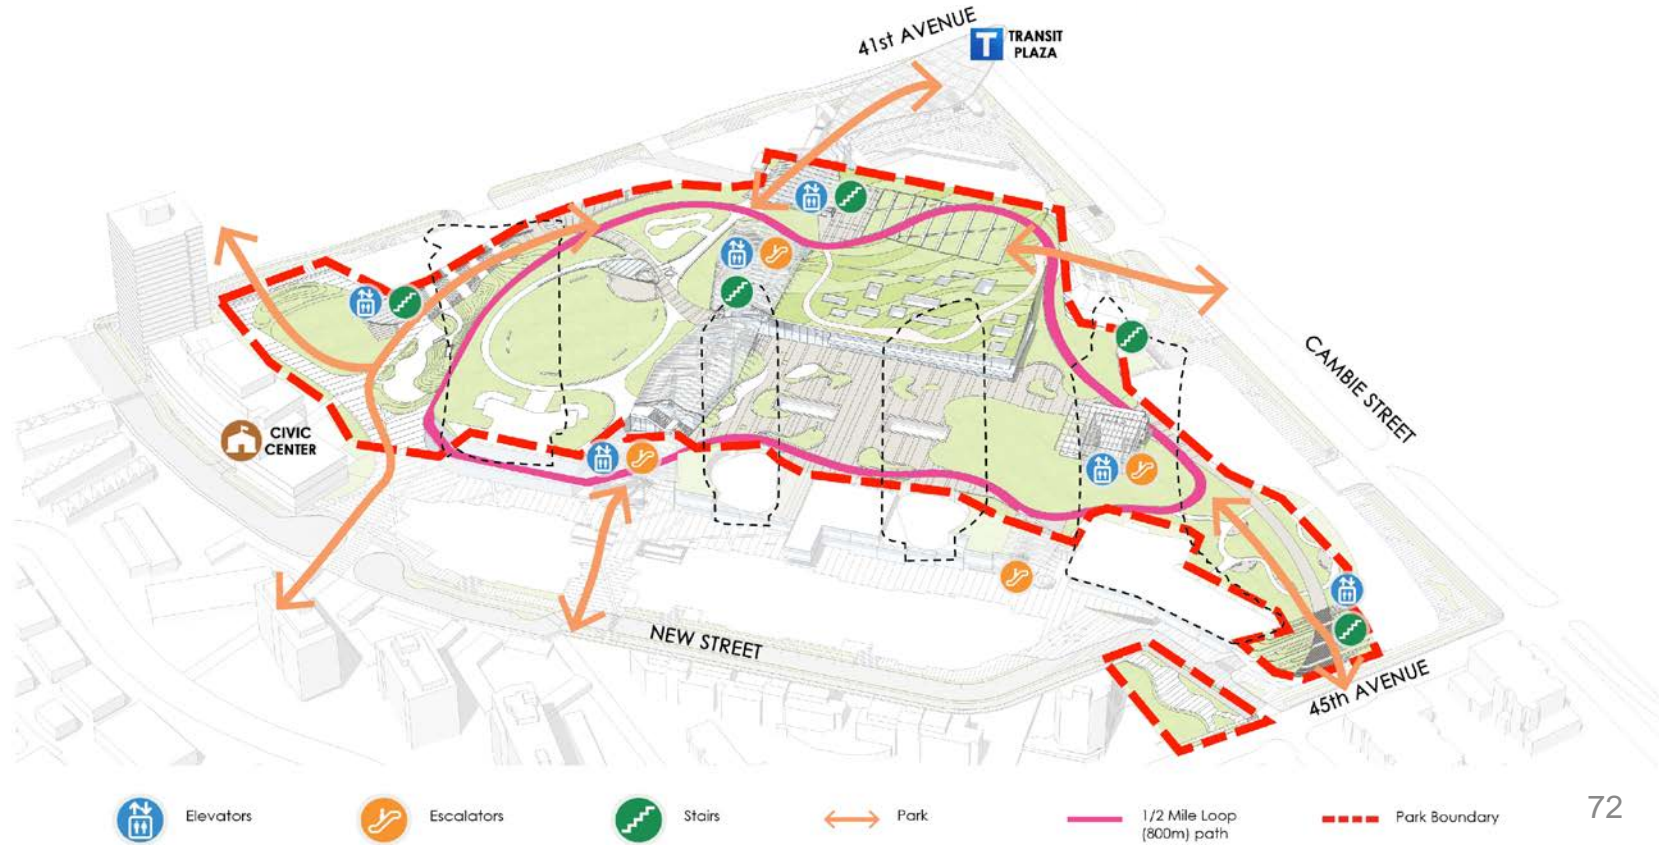 41st AVENUE
T
TRANSIT
PLAZA
CAMBIE STREET
CIVIC
CENTER
NEW STREET
45th AVENUE
Elevators
Escalators
Stairs
Park
1/2 Mile Loop
(800m) path
Park Boundary
72